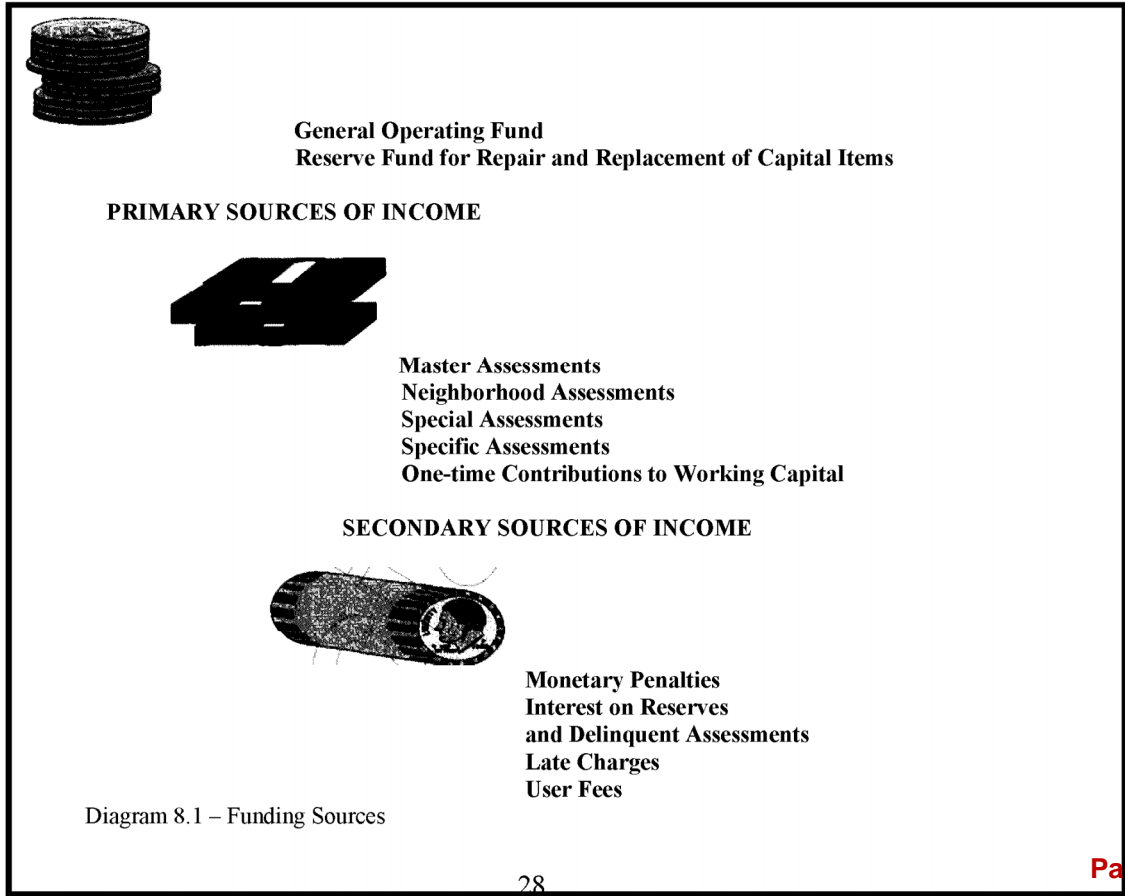 General Operating Fund
Reserve Fund for Repair and Replacement of Capital Items
PRIMARY SOURCES OF INCOME
Master Assessments
Neighborhood Assessments
Special Assessments
Specific Assessments
One-time Contributions to Working Capital
SECONDARY SOURCES OF INCOME
Monetary Penalties
Interest on Reserves
and Delinquent Assessments
Late Charges
User Fees
Diagram 8.1 – Funding Sources
Pa
28